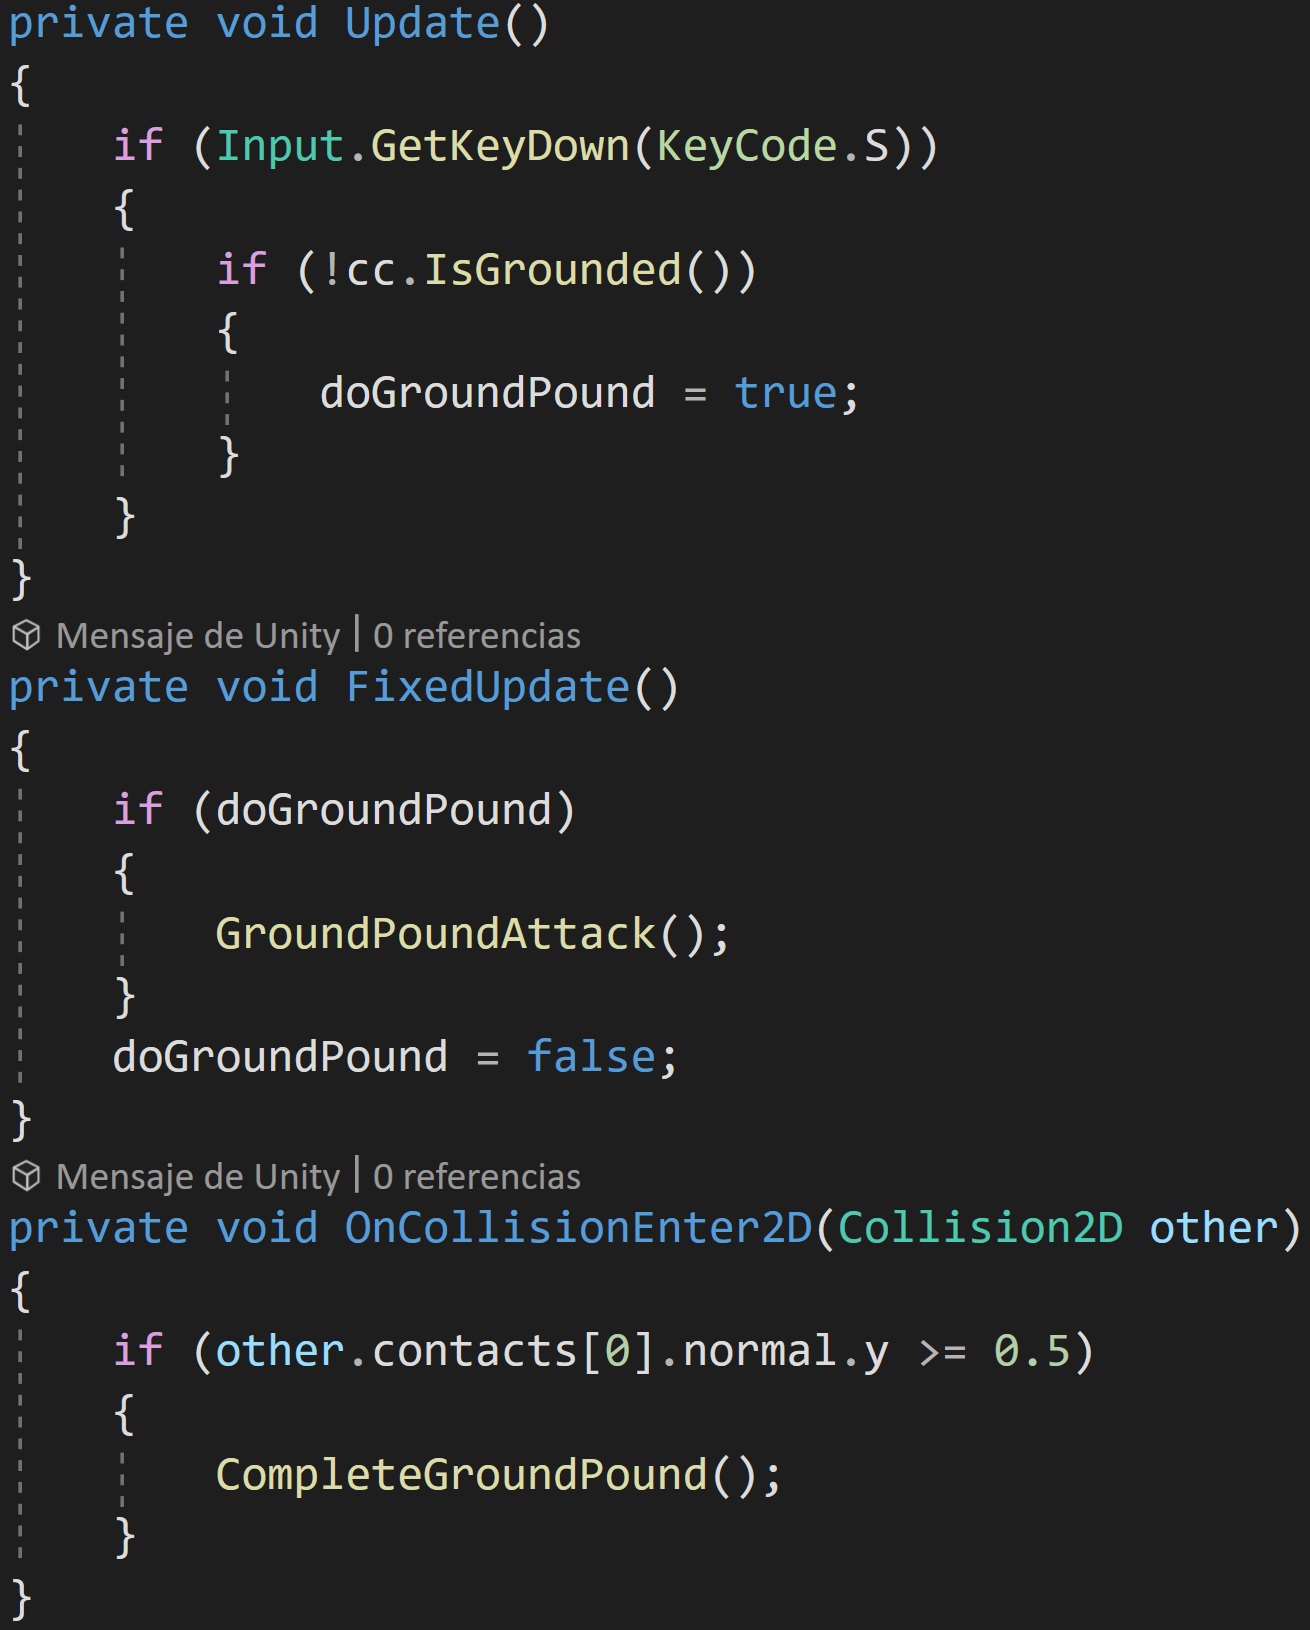 private void Update()
{
    if (Input.GetKeyDown(KeyCode.S))
    {
        if (!cc.IsGrounded())
        {
            doGroundPound = true;
        }
    }
}
Mensaje de Unity | 0 referencias
private void FixedUpdate()
{
    if (doGroundPound)
    {
        GroundPoundAttack();
    }
    doGroundPound = false;
}
Mensaje de Unity | 0 referencias
private void OnCollisionEnter2D(Collision2D other)
{
    if (other.contacts[0].normal.y >= 0.5)
    {
        CompleteGroundPound();
    }
}